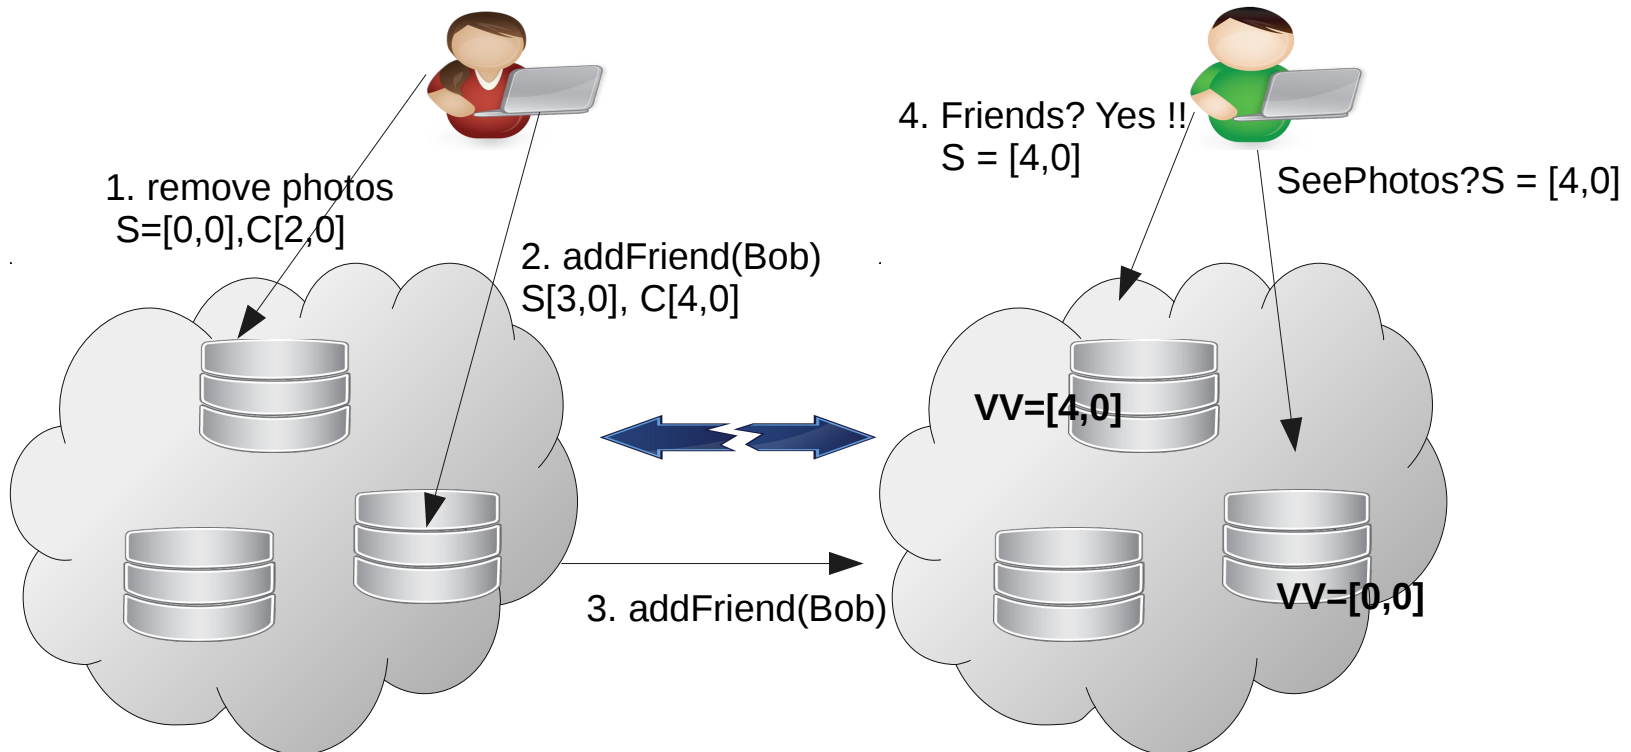 1. remove photos
S=[0,0],C[2,0]
2. addFriend(Bob)
S[3,0], C[4,0]
3. addFriend(Bob)
4. Friends? Yes !!
S = [4,0]
SeePhotos?S = [4,0]
VV=[4,0]
VV=[0,0]